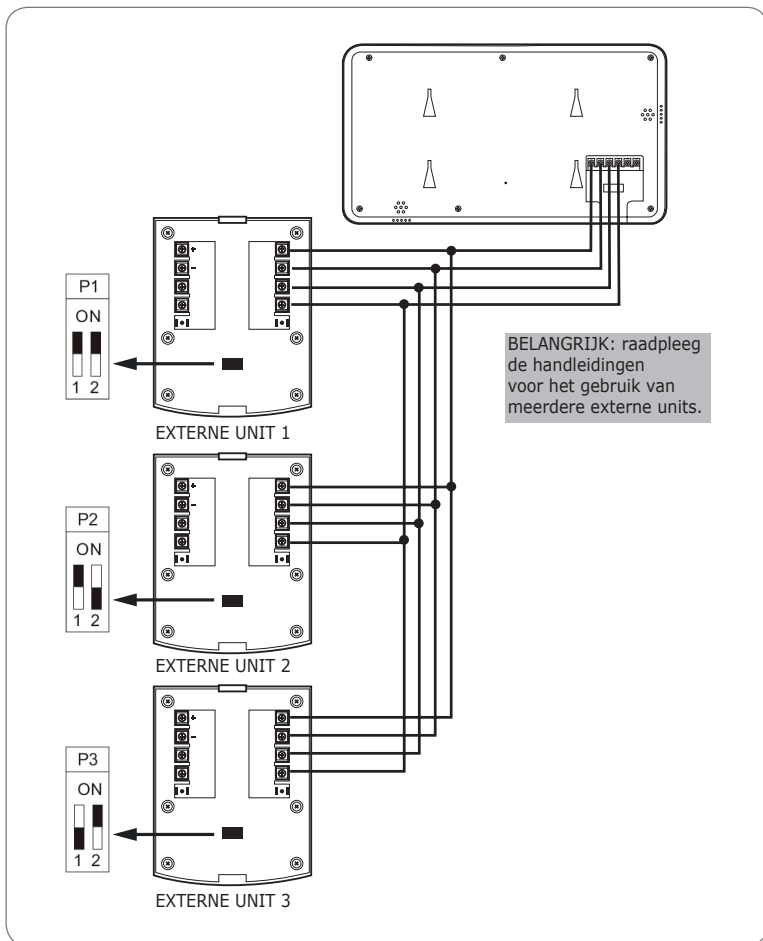 P1
ON
1 2
+
-
EXTERNE UNIT 1
BELANGRIJK: raadpleeg
de handleidingen
voor het gebruik van
meerdere externe units.
P2
ON
1 2
+
-
EXTERNE UNIT 2
P3
ON
1 2
+
-
EXTERNE UNIT 3